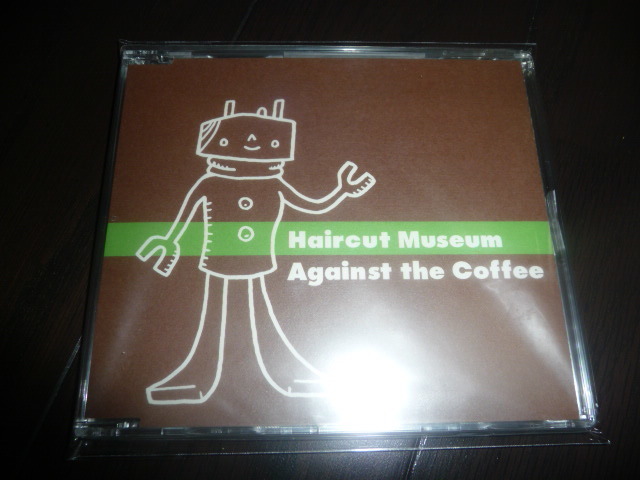 Haircut Museum
Against the Coffee